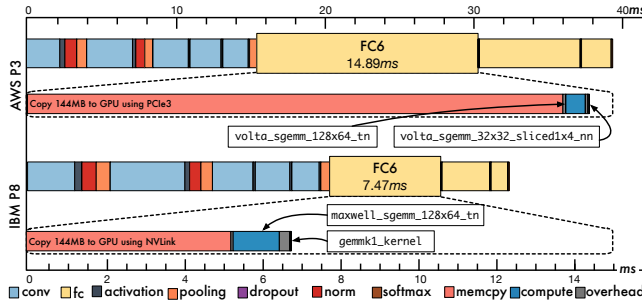 0 10 20 30 40 ms
AWS P3
FC6
14.89ms
Copy 144MB to GPU using PCIe3
volta_sgemm_128x64_tn
volta_sgemm_32x32_sliced1x4_nn
IBM P8
FC6
7.47ms
maxwell_sgemm_128x64_tn
Copy 144MB to GPU using NVLink
gemmk1_kernel
0 2 4 6 8 10 12 14 ms
conv fc activation pooling dropout norm softmax memcpy compute overhead